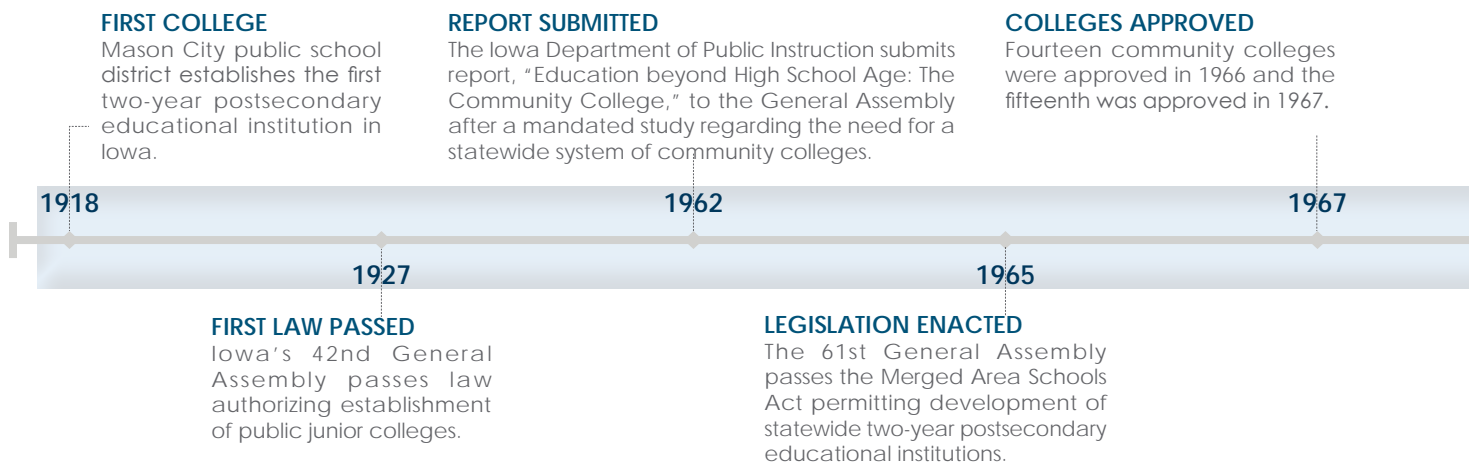 FIRST COLLEGE
Mason City public school
district establishes the first
two-year postsecondary
educational institution in
Iowa.
REPORT SUBMITTED
The Iowa Department of Public Instruction submits
report, “Education beyond High School Age: The
Community College,” to the General Assembly
after a mandated study regarding the need for a
statewide system of community colleges.
COLLEGES APPROVED
Fourteen community colleges
were approved in 1966 and the
fifteenth was approved in 1967.
1918
1962
1967
1927
1965
FIRST LAW PASSED
Iowa’s 42nd General
Assembly passes law
authorizing establishment
of public junior colleges.
LEGISLATION ENACTED
The 61st General Assembly
passes the Merged Area Schools
Act permitting development of
statewide two-year postsecondary
educational institutions.